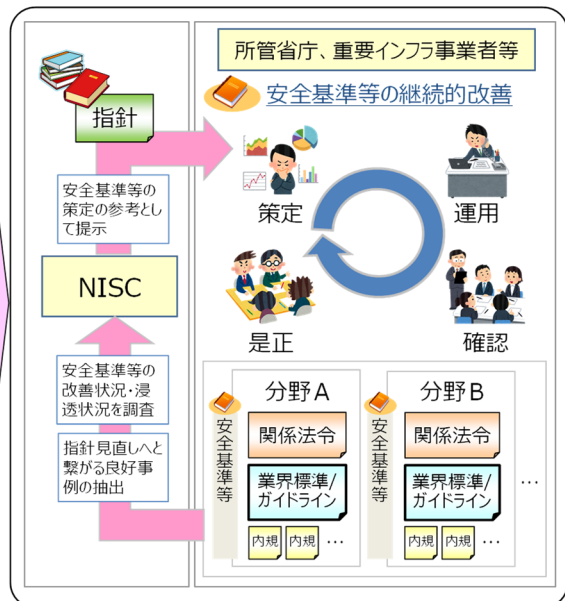 指針
安全基準等の
策定の参考とし
て提示
NISC
安全基準等の
改善状況・浸
透状況を調査
指針見直しへと
繋がる良好事
例の抽出
所管省庁、重要インフラ事業者等
安全基準等の継続的改善
策定
運用
是正
確認
分野A
安全基準等
関係法令
業界標準/
ガイドライン
内規
内規
…
分野B
安全基準等
関係法令
業界標準/
ガイドライン
内規
内規
…
…